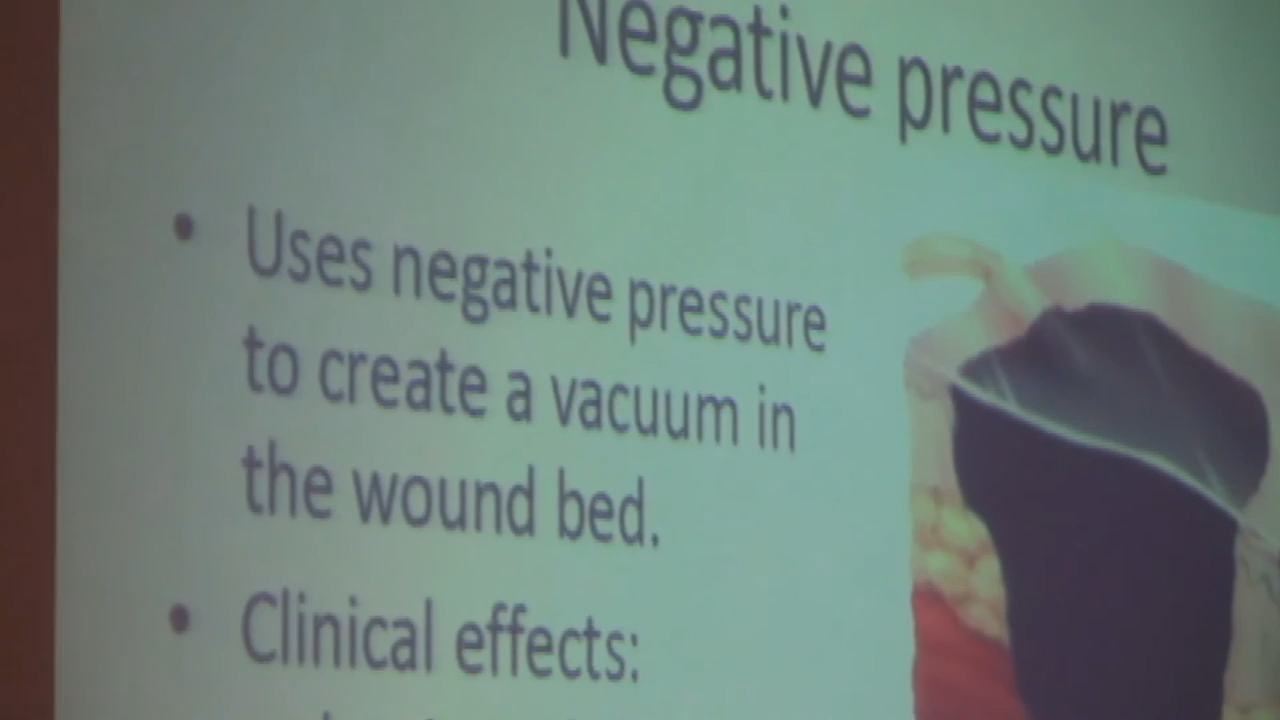 Negative pressure
• Uses negative pressure
to create a vacuum in
the wound bed.
• Clinical effects: